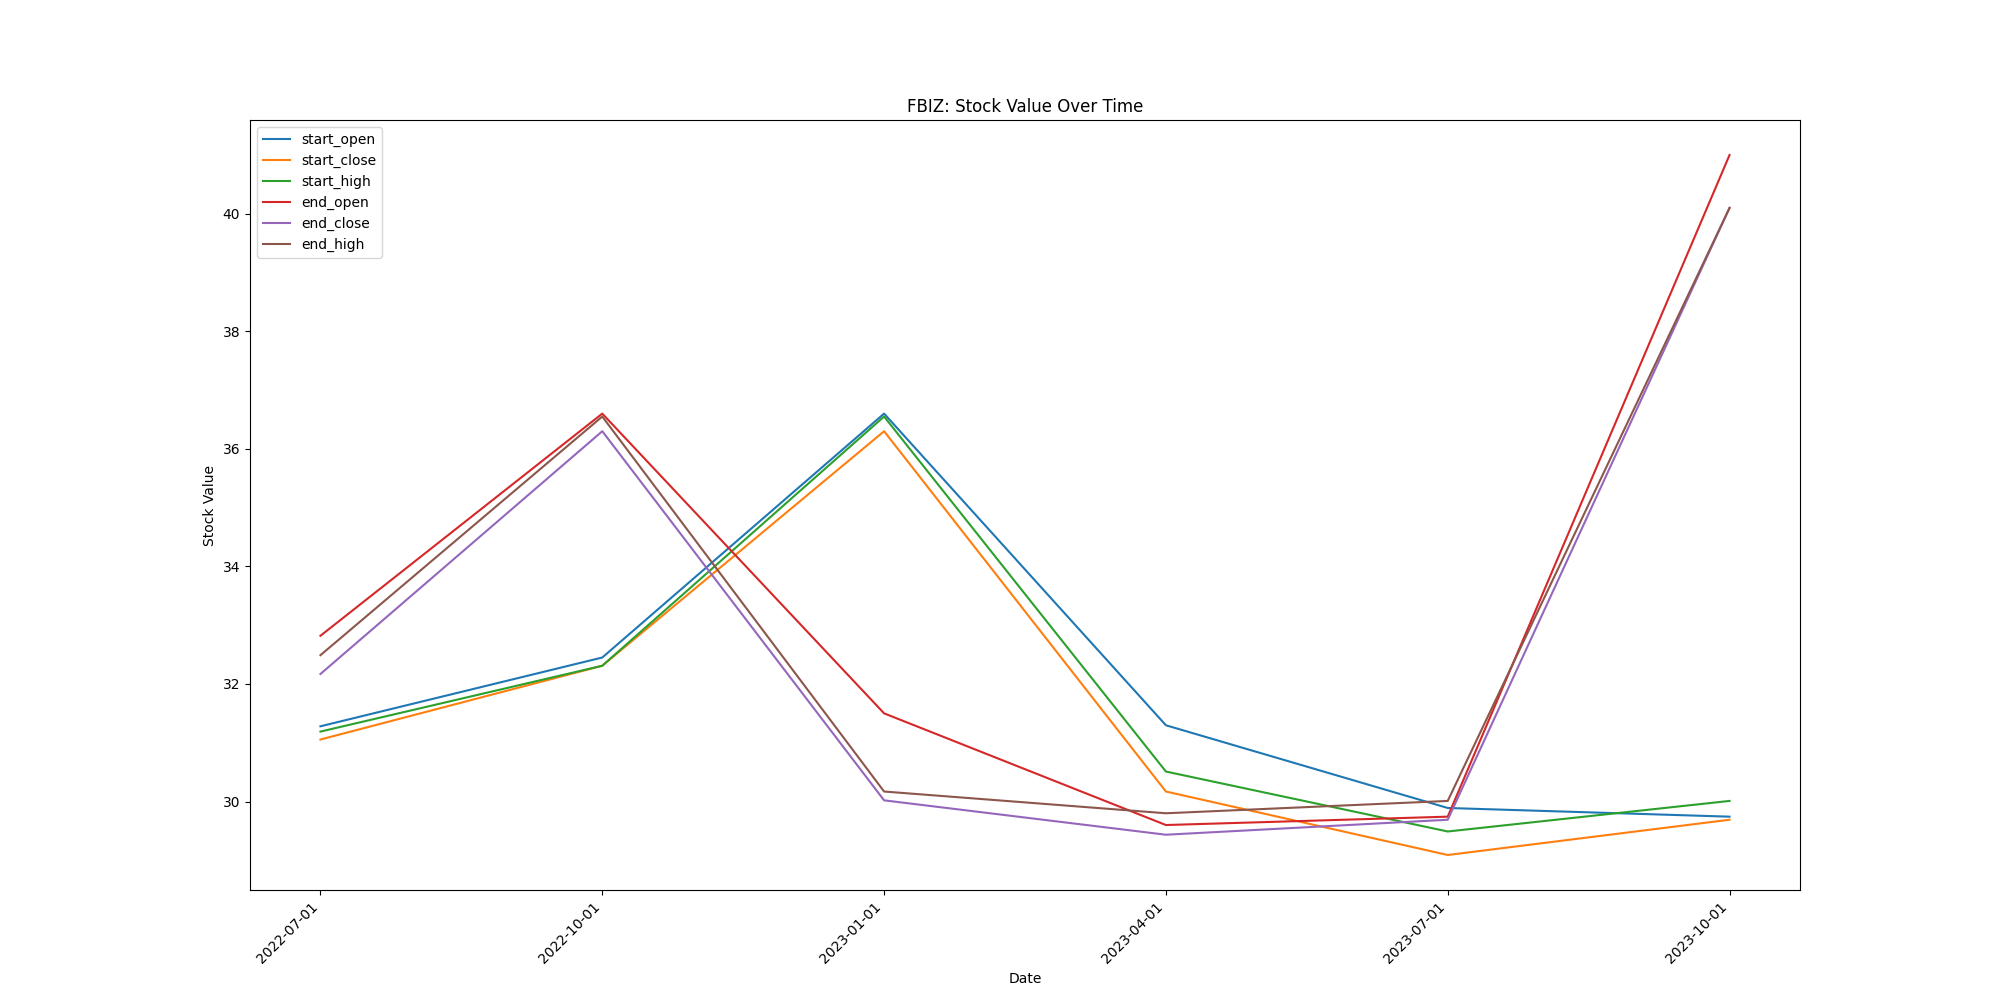 FBIZ: Stock Value Over Time
start_open
start_close
start_high
end_open
end_close
end_high
Stock Value
40
38
36
34
32
30
2022-07-01
2022-10-01
2023-01-01
2023-04-01
2023-07-01
2023-10-01
Date